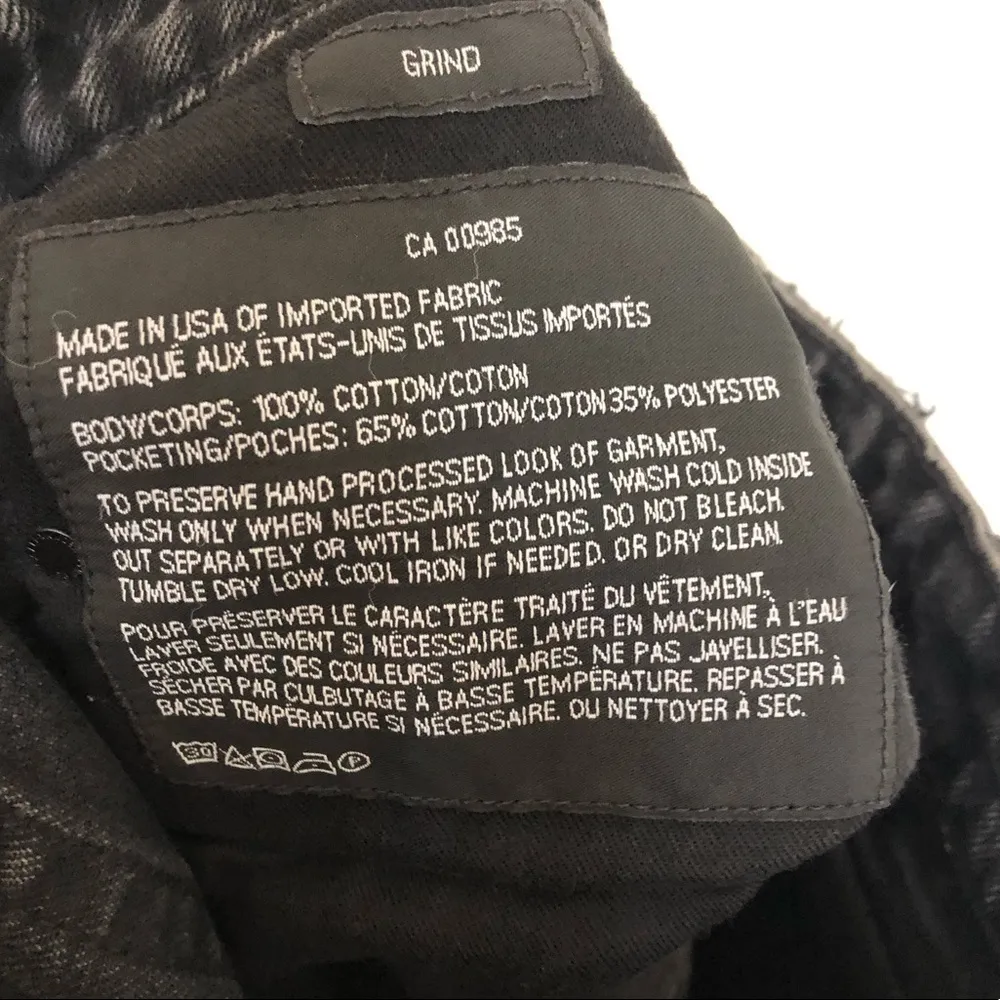 GRIND
CA 00985
MADE IN USA OF IMPORTED FABRIC
FABRIQUÉ AUX ÉTATS-UNIS DE TISSUS IMPORTÉS
BODY/CORPS: 100% COTTON/COTON
POCKETING/POCHES: 65% COTTON/COTON 35% POLYESTER
TO PRESERVE HAND PROCESSED LOOK OF GARMENT,
WASH ONLY WHEN NECESSARY. MACHINE WASH COLD INSIDE
OUT SEPARATELY OR WITH LIKE COLORS. DO NOT BLEACH.
TUMBLE DRY LOW. COOL IRON IF NEEDED. OR DRY CLEAN.
POUR PRÉSERVER LE CARACTÈRE TRAITÉ DU VÊTEMENT,
LAVER SEULEMENT SI NÉCESSAIRE. LAVER EN MACHINE À L'EAU
FROIDE AVEC DES COULEURS SIMILAIRES. NE PAS JAVELLISER.
SÉCHER PAR CULBUTAGE À BASSE TEMPÉRATURE. REPASSER À
BASSE TEMPÉRATURE SI NÉCESSAIRE. OU NETTOYER À SEC.
30 P